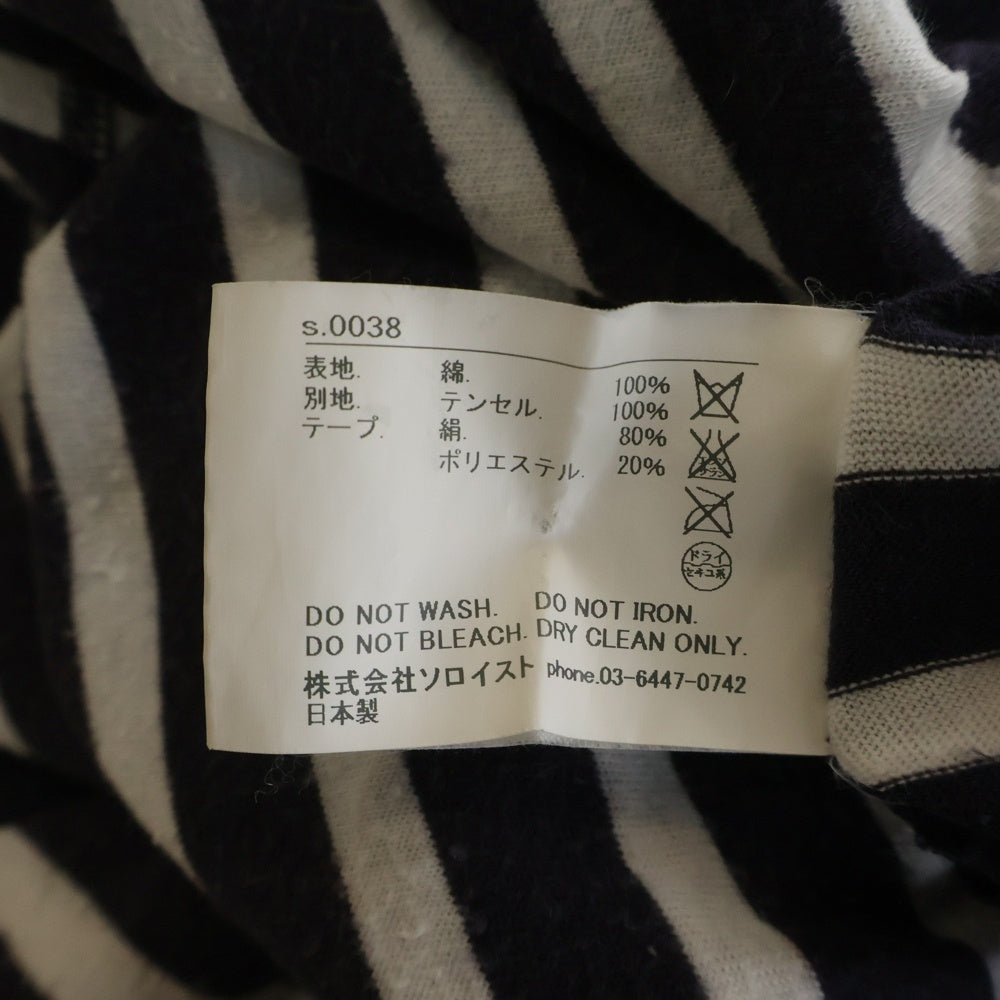 s.0038
表地. 綿. 100%
別地. テンセル. 100%
テープ. 絹. 80%
ポリエステル. 20%
ドライ
セキユ系
DO NOT WASH. DO NOT IRON.
DO NOT BLEACH. DRY CLEAN ONLY.
株式会社ソロイスト phone.03-6447-0742
日本製